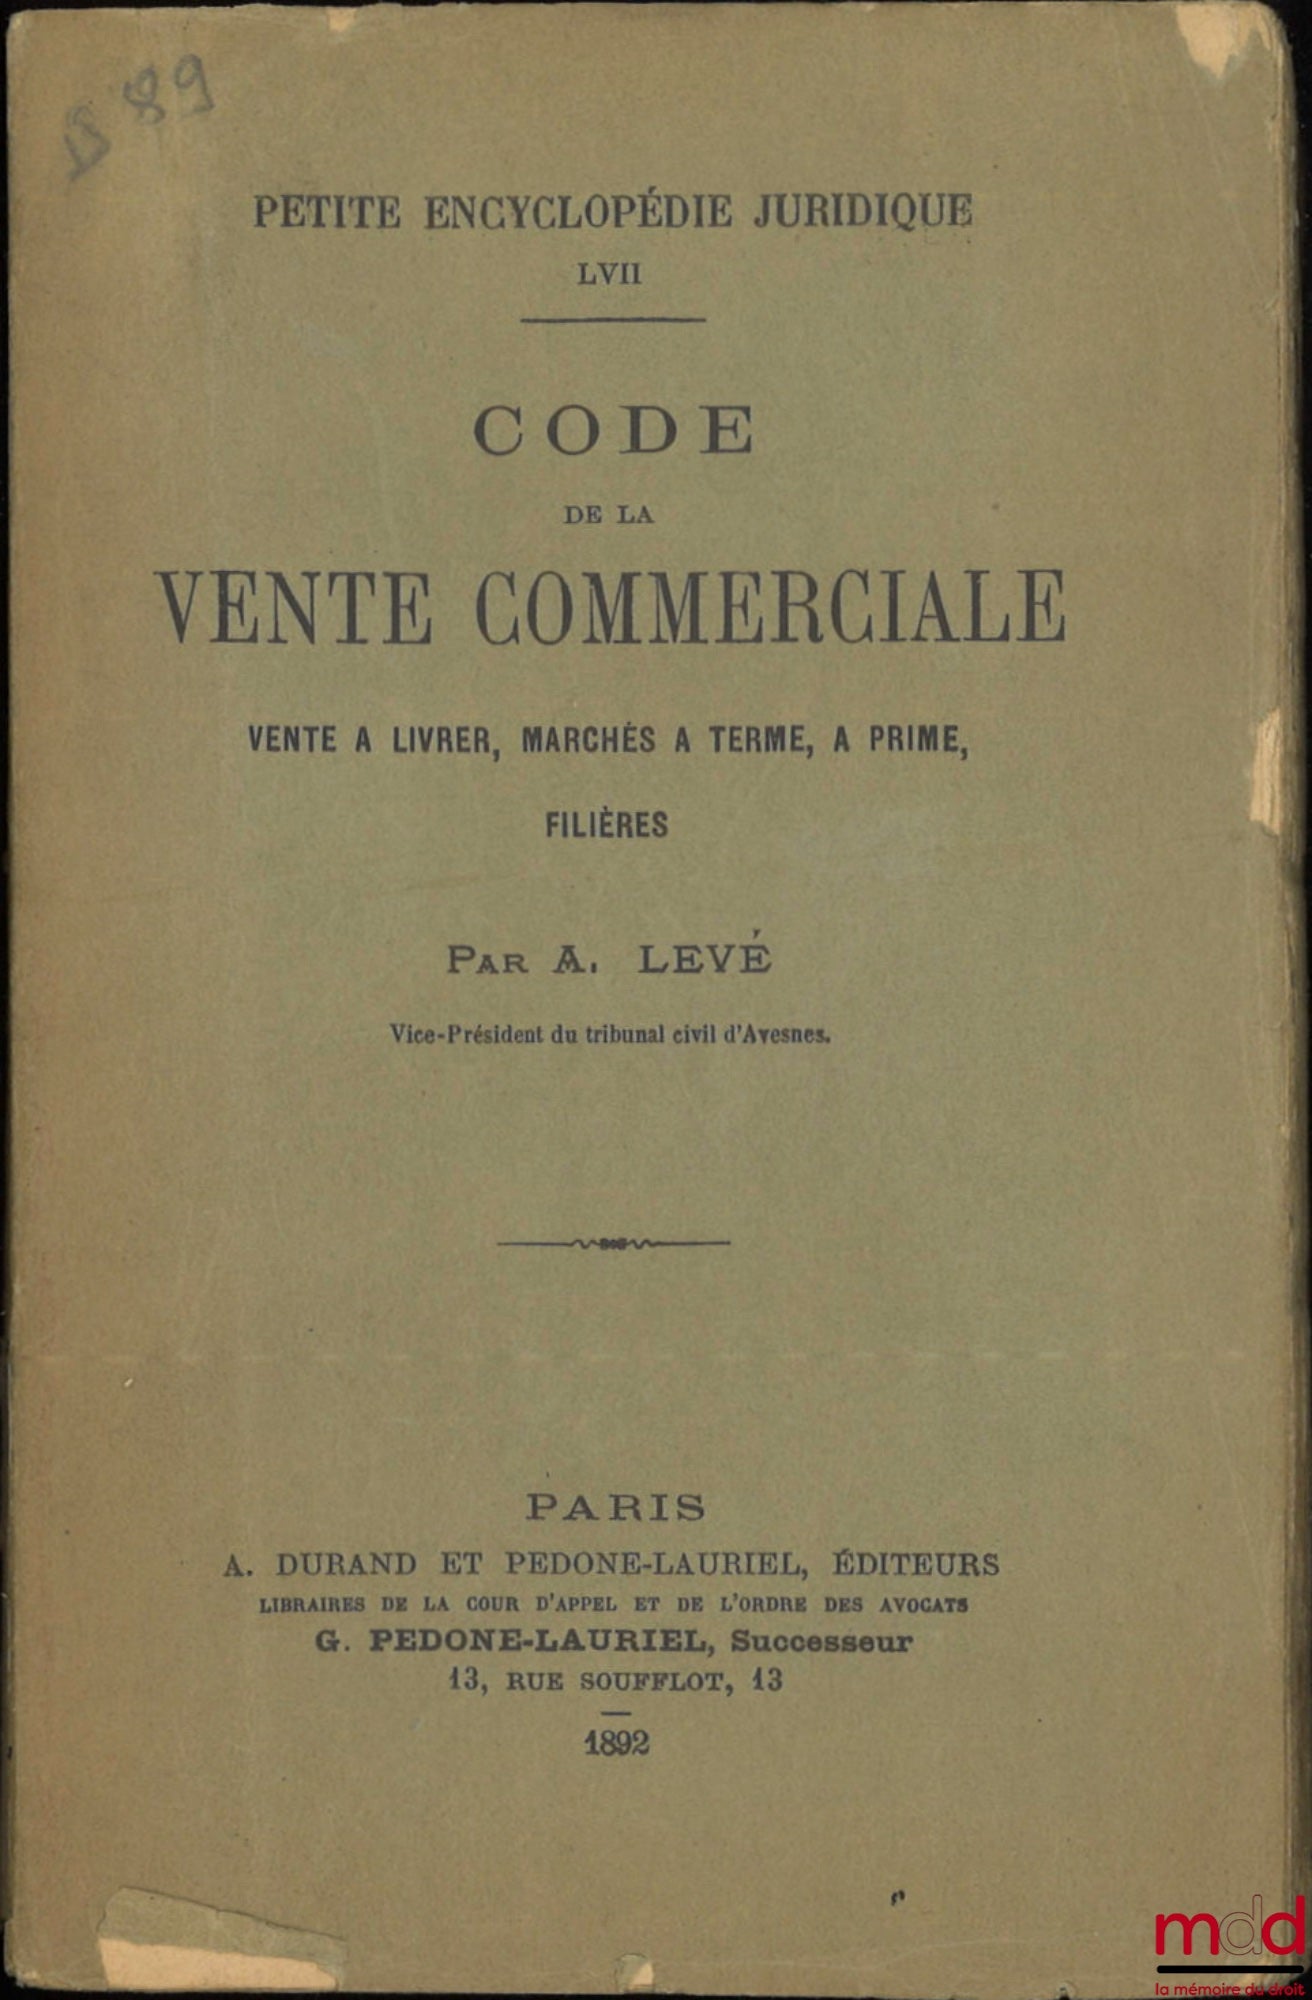 89
PETITE ENCYCLOPÉDIE JURIDIQUE
LVII
CODE
DE LA
VENTE COMMERCIALE
VENTE A LIVRER, MARCHÉS A TERME, A PRIME,
FILIÈRES
PAR A. LEVÉ
Vice-Président du tribunal civil d'Avesnes.
PARIS
A. DURAND ET PEDONE-LAURIEL, ÉDITEURS
LIBRAIRES DE LA COUR D'APPEL ET DE L'ORDRE DES AVOCATS
G. PEDONE-LAURIEL, Successeur
13, RUE SOUFFLOT, 13
1892
mdd
la mémoire du droit